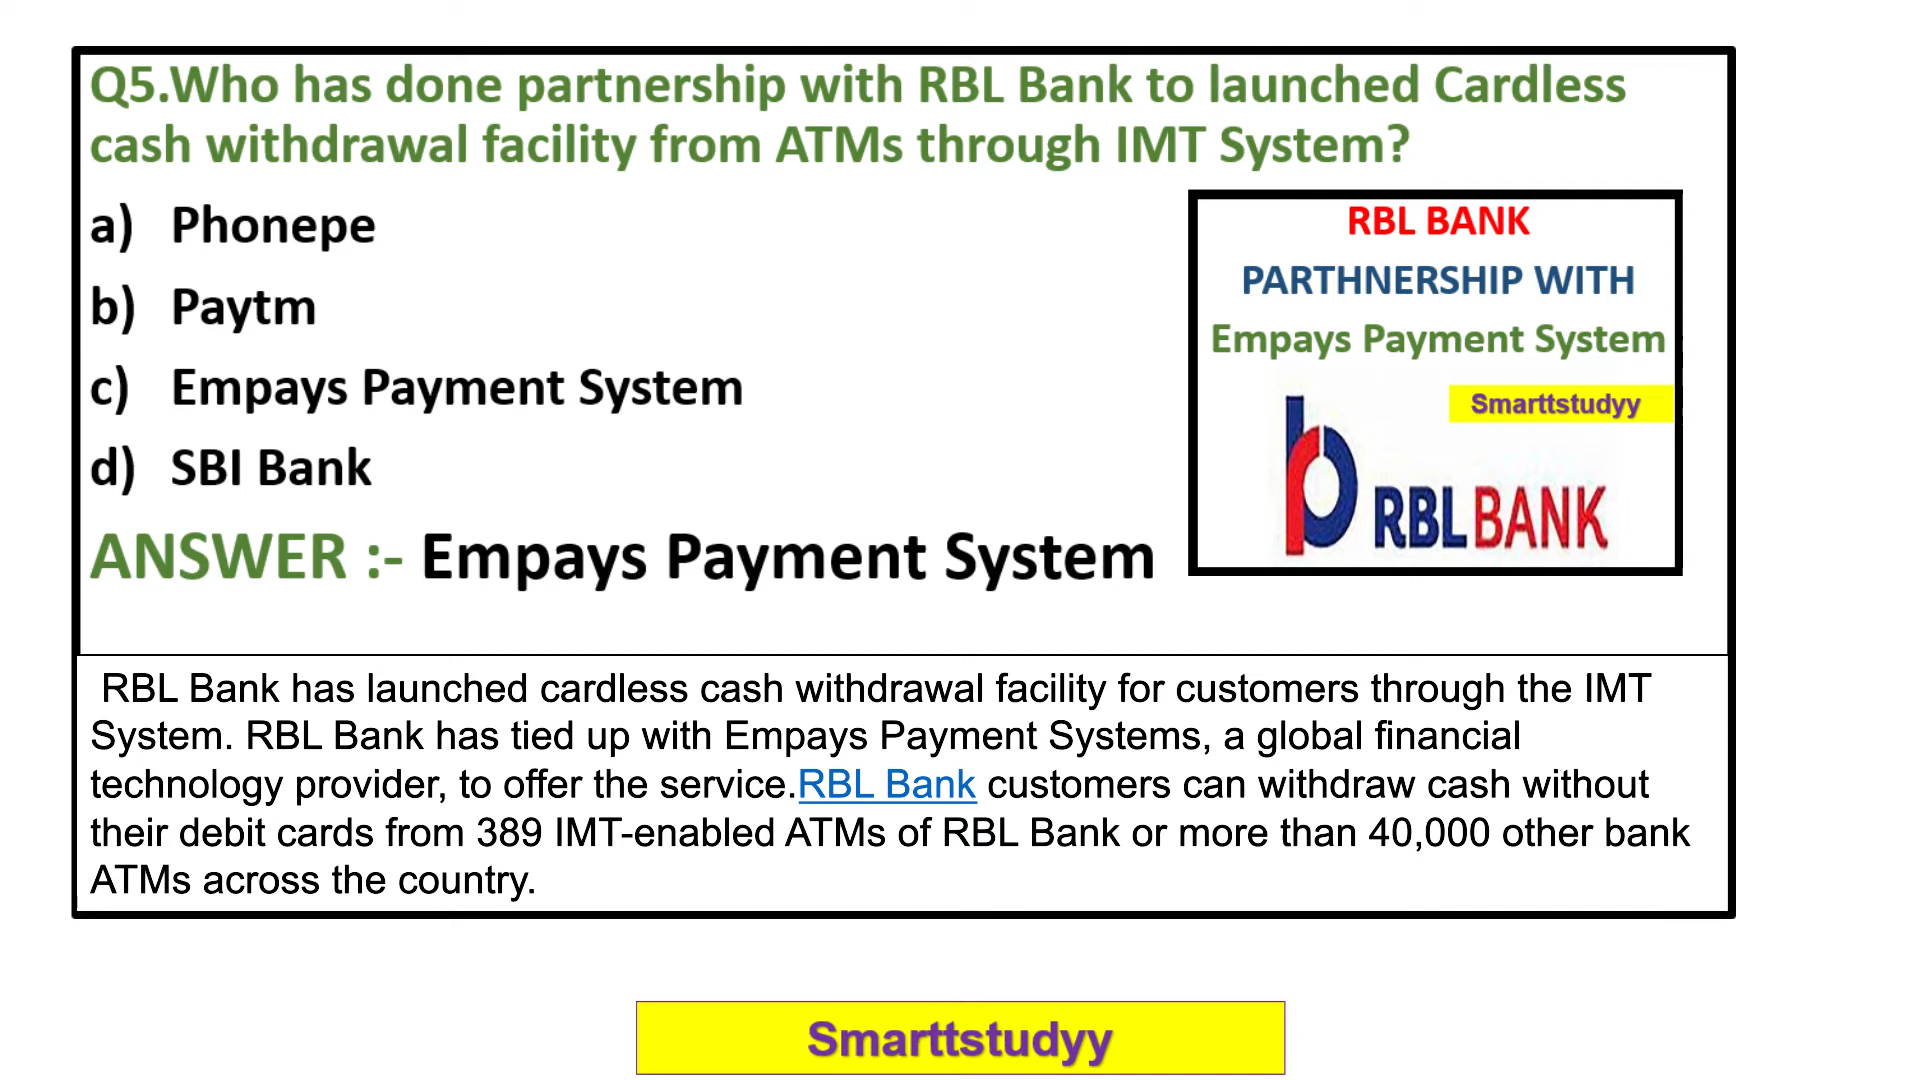 Q5.Who has done partnership with RBL Bank to launched Cardless
cash withdrawal facility from ATMs through IMT System?
a) Phonepe
b) Paytm
c) Empays Payment System
d) SBI Bank
ANSWER :- Empays Payment System
RBL BANK
PARTHNERSHIP WITH
Empays Payment System
Smarttstudyy
RBL BANK
RBL Bank has launched cardless cash withdrawal facility for customers through the IMT
System. RBL Bank has tied up with Empays Payment Systems, a global financial
technology provider, to offer the service.RBL Bank customers can withdraw cash without
their debit cards from 389 IMT-enabled ATMs of RBL Bank or more than 40,000 other bank
ATMs across the country.
Smarttstudyy